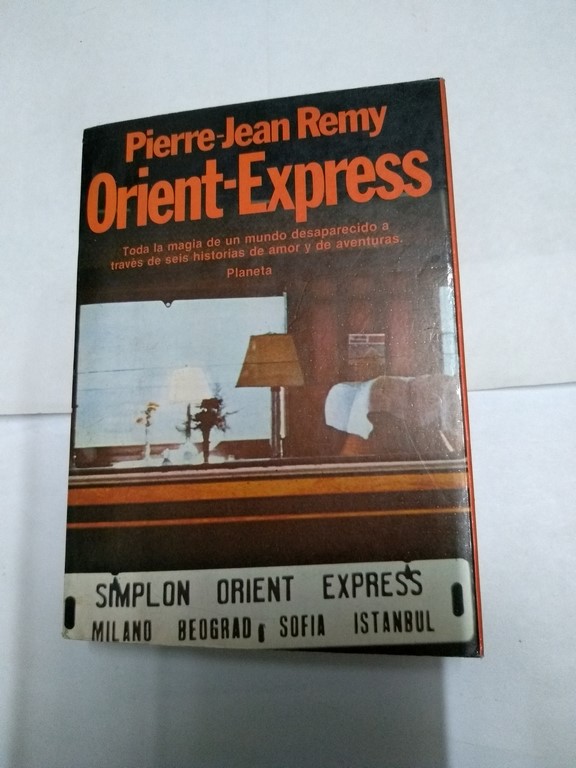 Pierre-Jean Remy
Orient-Express
Toda la magia de un mundo desaparecido a
través de seis historias de amor y de aventuras.
Planeta
SIMPLON ORIENT EXPRESS
MILANO BEOGRAD SOFIA ISTANBUL